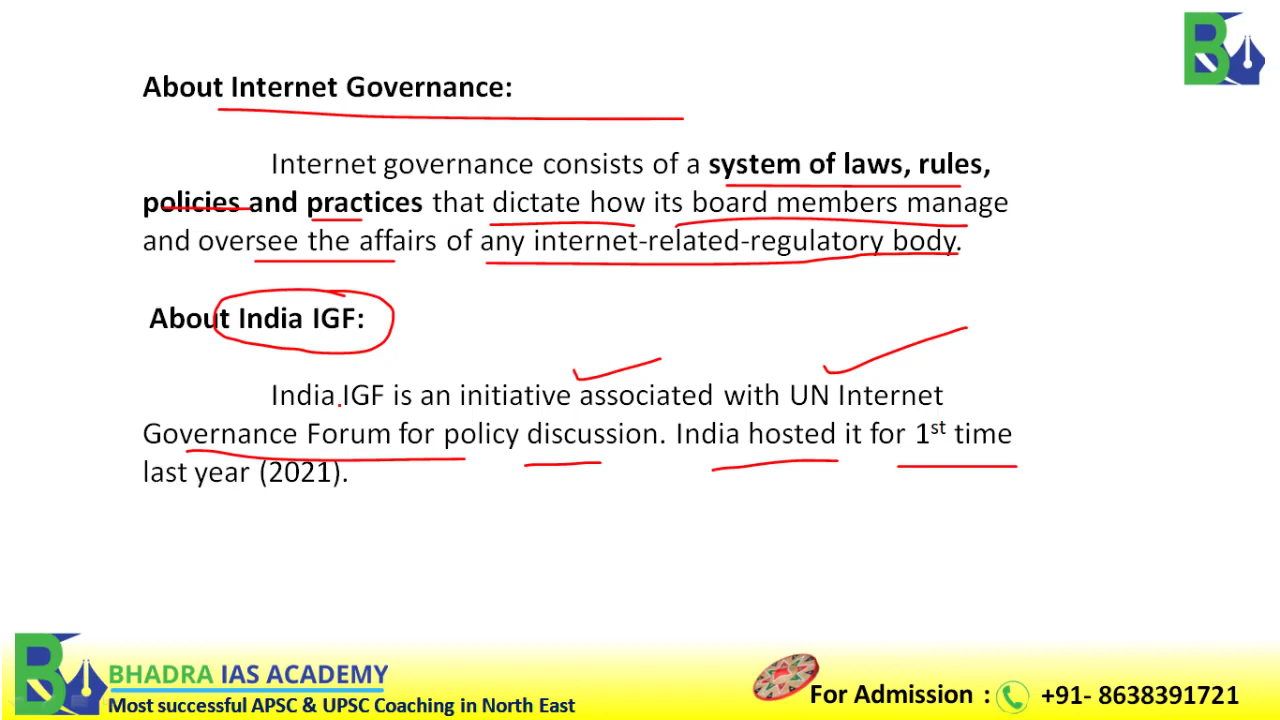 About Internet Governance:
Internet governance consists of a system of laws, rules,
policies and practices that dictate how its board members manage
and oversee the affairs of any internet-related-regulatory body.
About India IGF:
India IGF is an initiative associated with UN Internet
Governance Forum for policy discussion. India hosted it for 1st time
last year (2021).
BHADRA IAS ACADEMY
Most successful APSC & UPSC Coaching in North East
For Admission : +91- 8638391721